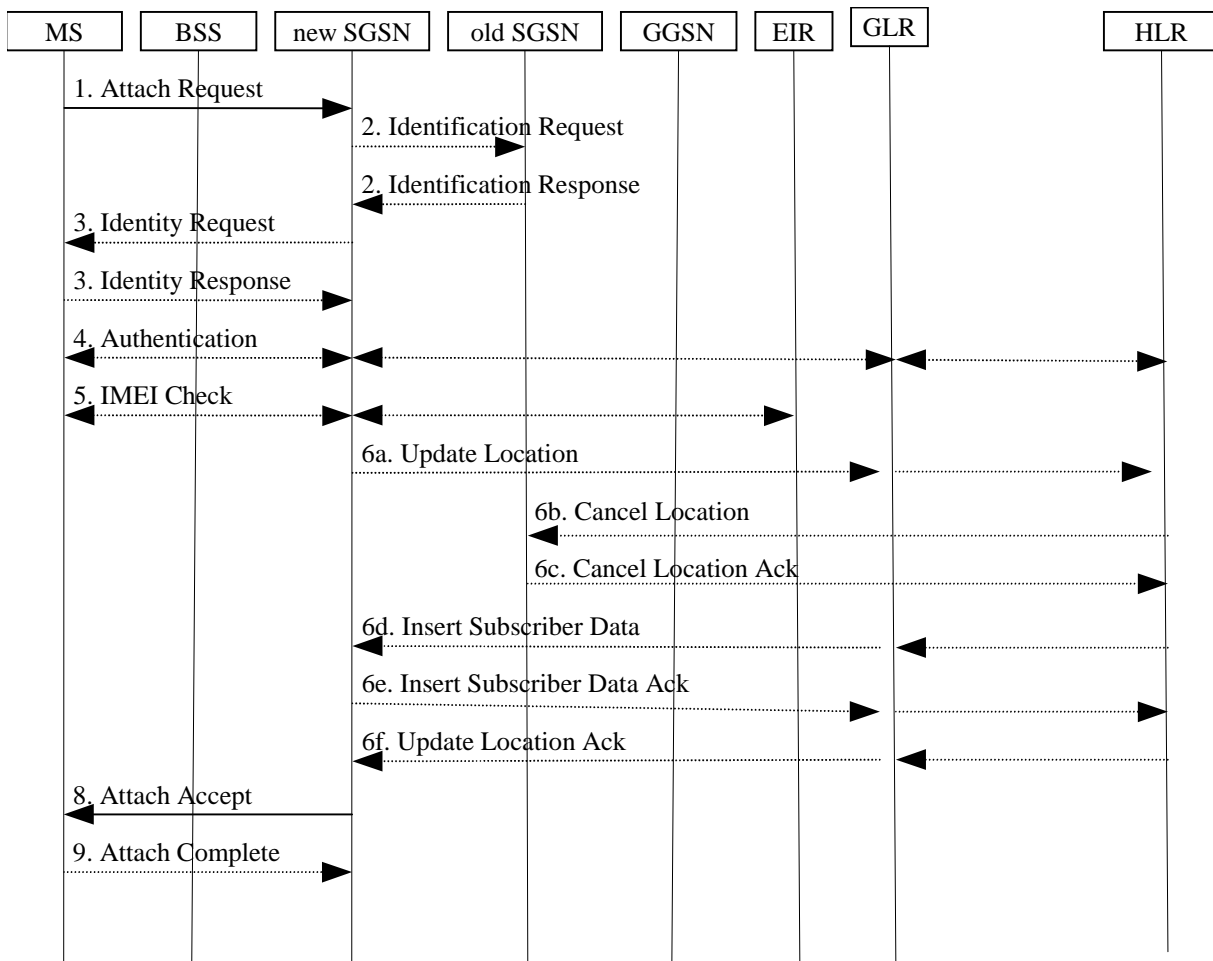 MS BSS new SGSN old SGSN GGSN EIR GLR HLR
1. Attach Request
2. Identification Request
2. Identification Response
3. Identity Request
3. Identity Response
4. Authentication
5. IMEI Check
6a. Update Location
6b. Cancel Location
6c. Cancel Location Ack
6d. Insert Subscriber Data
6e. Insert Subscriber Data Ack
6f. Update Location Ack
8. Attach Accept
9. Attach Complete